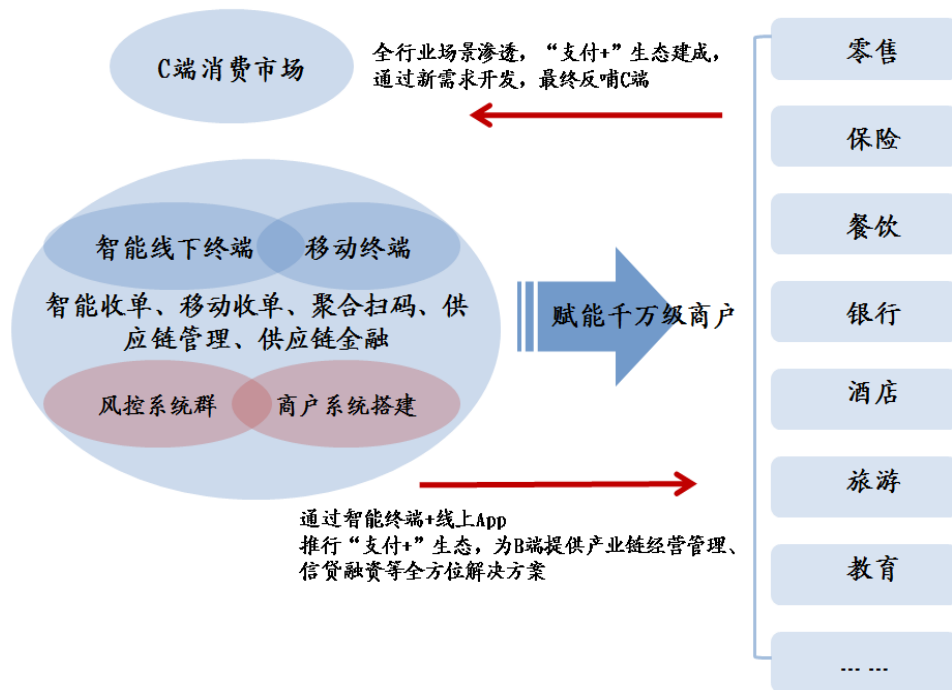 C端消费市场
全行业场景渗透，“支付+”生态建成，
通过新需求开发，最终反哺C端
智能线下终端
移动终端
智能收单、移动收单、聚合扫码、供
应链管理、供应链金融
风控系统群
商户系统搭建
赋能千万级商户
通过智能终端+线上App
推行“支付+”生态，为B端提供产业链经营管理、
信贷融资等全方位解决方案
零售
保险
餐饮
银行
酒店
旅游
教育
... ...